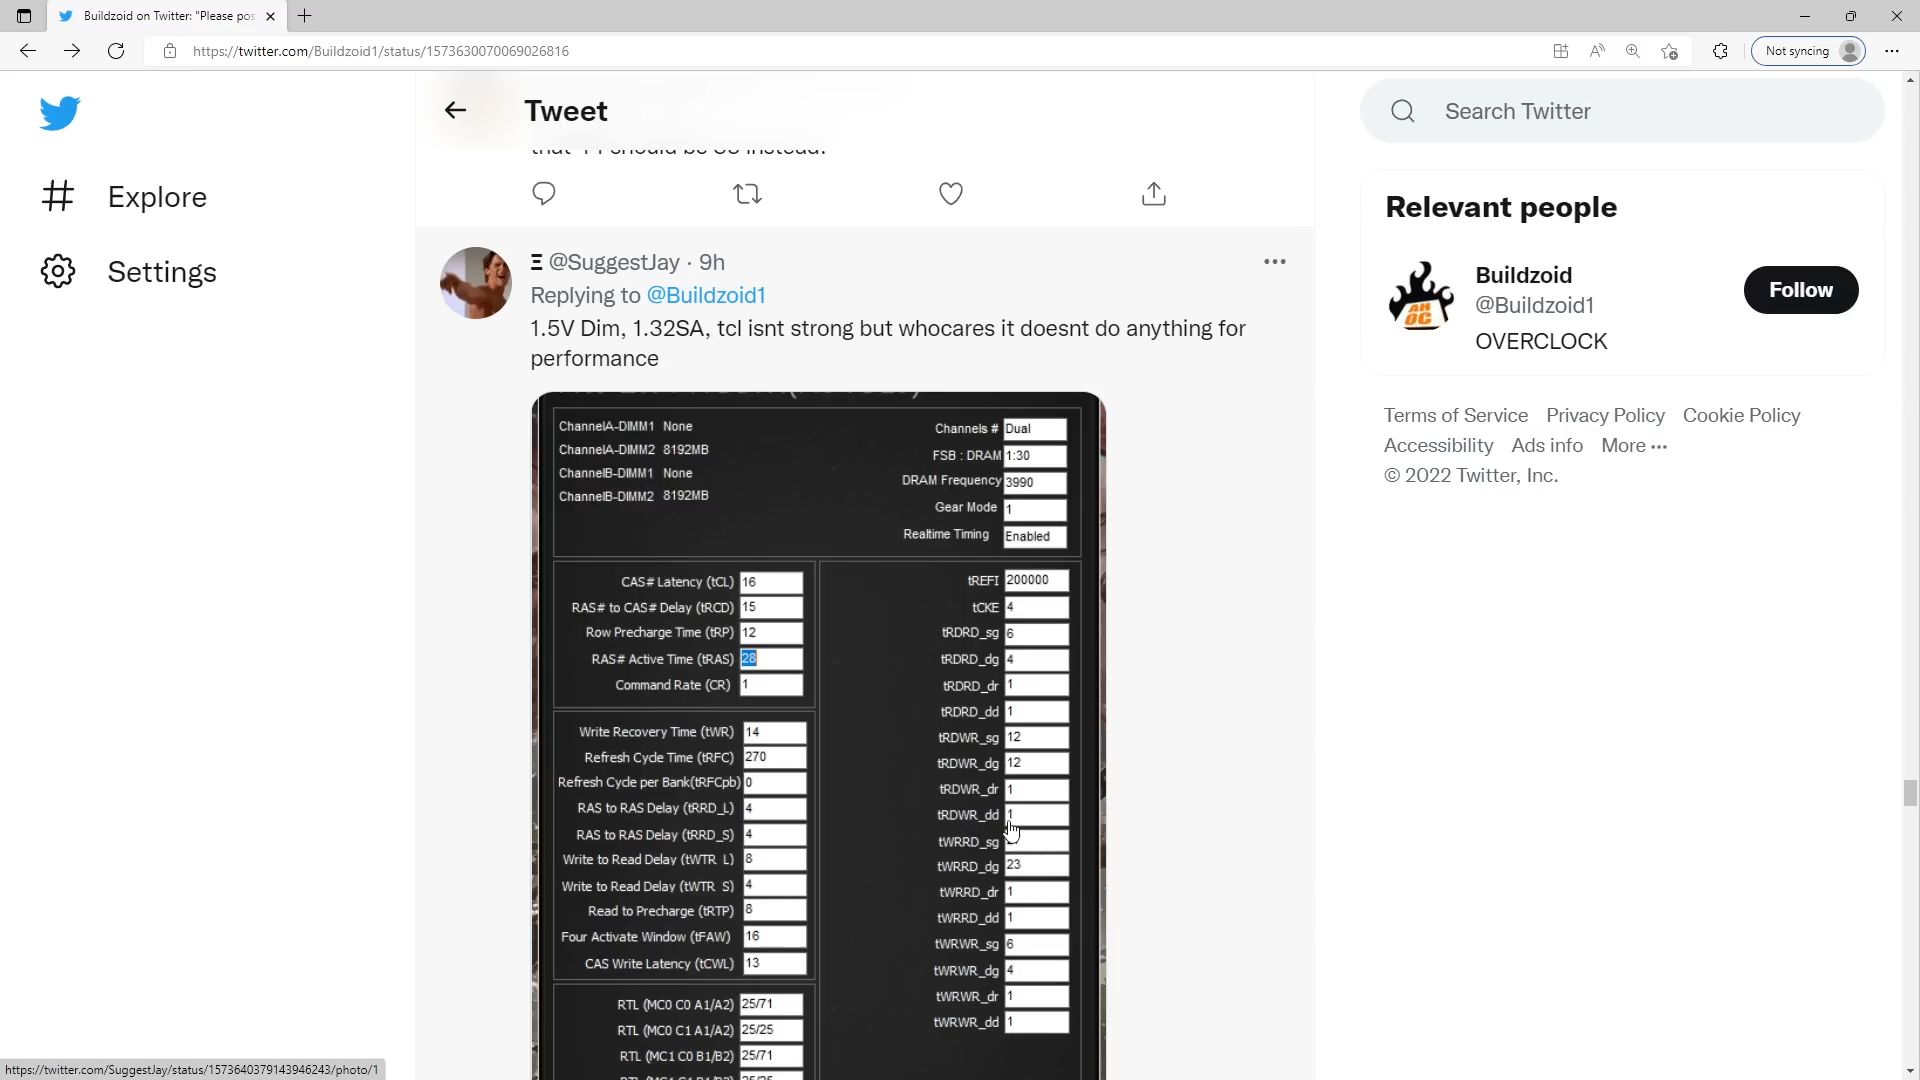 Buildzoid on Twitter: "Please pos
https://twitter.com/Buildzoid1/status/1573630070069026816
Not syncing
Explore
Settings
Tweet
that 44 should be 86 instead.
Ξ @SuggestJay · 9h
Replying to @Buildzoid1
1.5V Dim, 1.32SA, tcl isnt strong but whocares it doesnt do anything for
performance
ChannelA-DIMM1 None
ChannelA-DIMM2 8192MB
ChannelB-DIMM1 None
ChannelB-DIMM2 8192MB
Channels # Dual
FSB : DRAM 1:30
DRAM Frequency 3990
Gear Mode 1
Realtime Timing Enabled
CAS# Latency (tCL) 16
RAS# to CAS# Delay (tRCD) 15
Row Precharge Time (tRP) 12
RAS# Active Time (tRAS) 28
Command Rate (CR) 1
Write Recovery Time (tWR) 14
Refresh Cycle Time (tRFC) 270
Refresh Cycle per Bank(tRFCpb) 0
RAS to RAS Delay (tRRD_L) 4
RAS to RAS Delay (tRRD_S) 4
Write to Read Delay (tWTR L) 8
Write to Read Delay (tWTR S) 4
Read to Precharge (tRTP) 8
Four Activate Window (tFAW) 16
CAS Write Latency (tCWL) 13
RTL (MC0 C0 A1/A2) 25/71
RTL (MC0 C1 A1/A2) 25/25
RTL (MC1 C0 B1/B2) 25/71
tREFI 200000
tCKE 4
tRDRD_sg 6
tRDRD_dg 4
tRDRD_dr 1
tRDRD_dd 1
tRDWR_sg 12
tRDWR_dg 12
tRDWR_dr 1
tRDWR_dd 1
tWRRD_sg
tWRRD_dg 23
tWRRD_dr 1
tWRRD_dd 1
tWRWR_sg 6
tWRWR_dg 4
tWRWR_dr 1
tWRWR_dd 1
Search Twitter
Relevant people
Buildzoid
@Buildzoid1
OVERCLOCK
Follow
AH
OC
Terms of Service Privacy Policy Cookie Policy
Accessibility Ads info More ···
© 2022 Twitter, Inc.
https://twitter.com/SuggestJay/status/1573640379143946243/photo/1